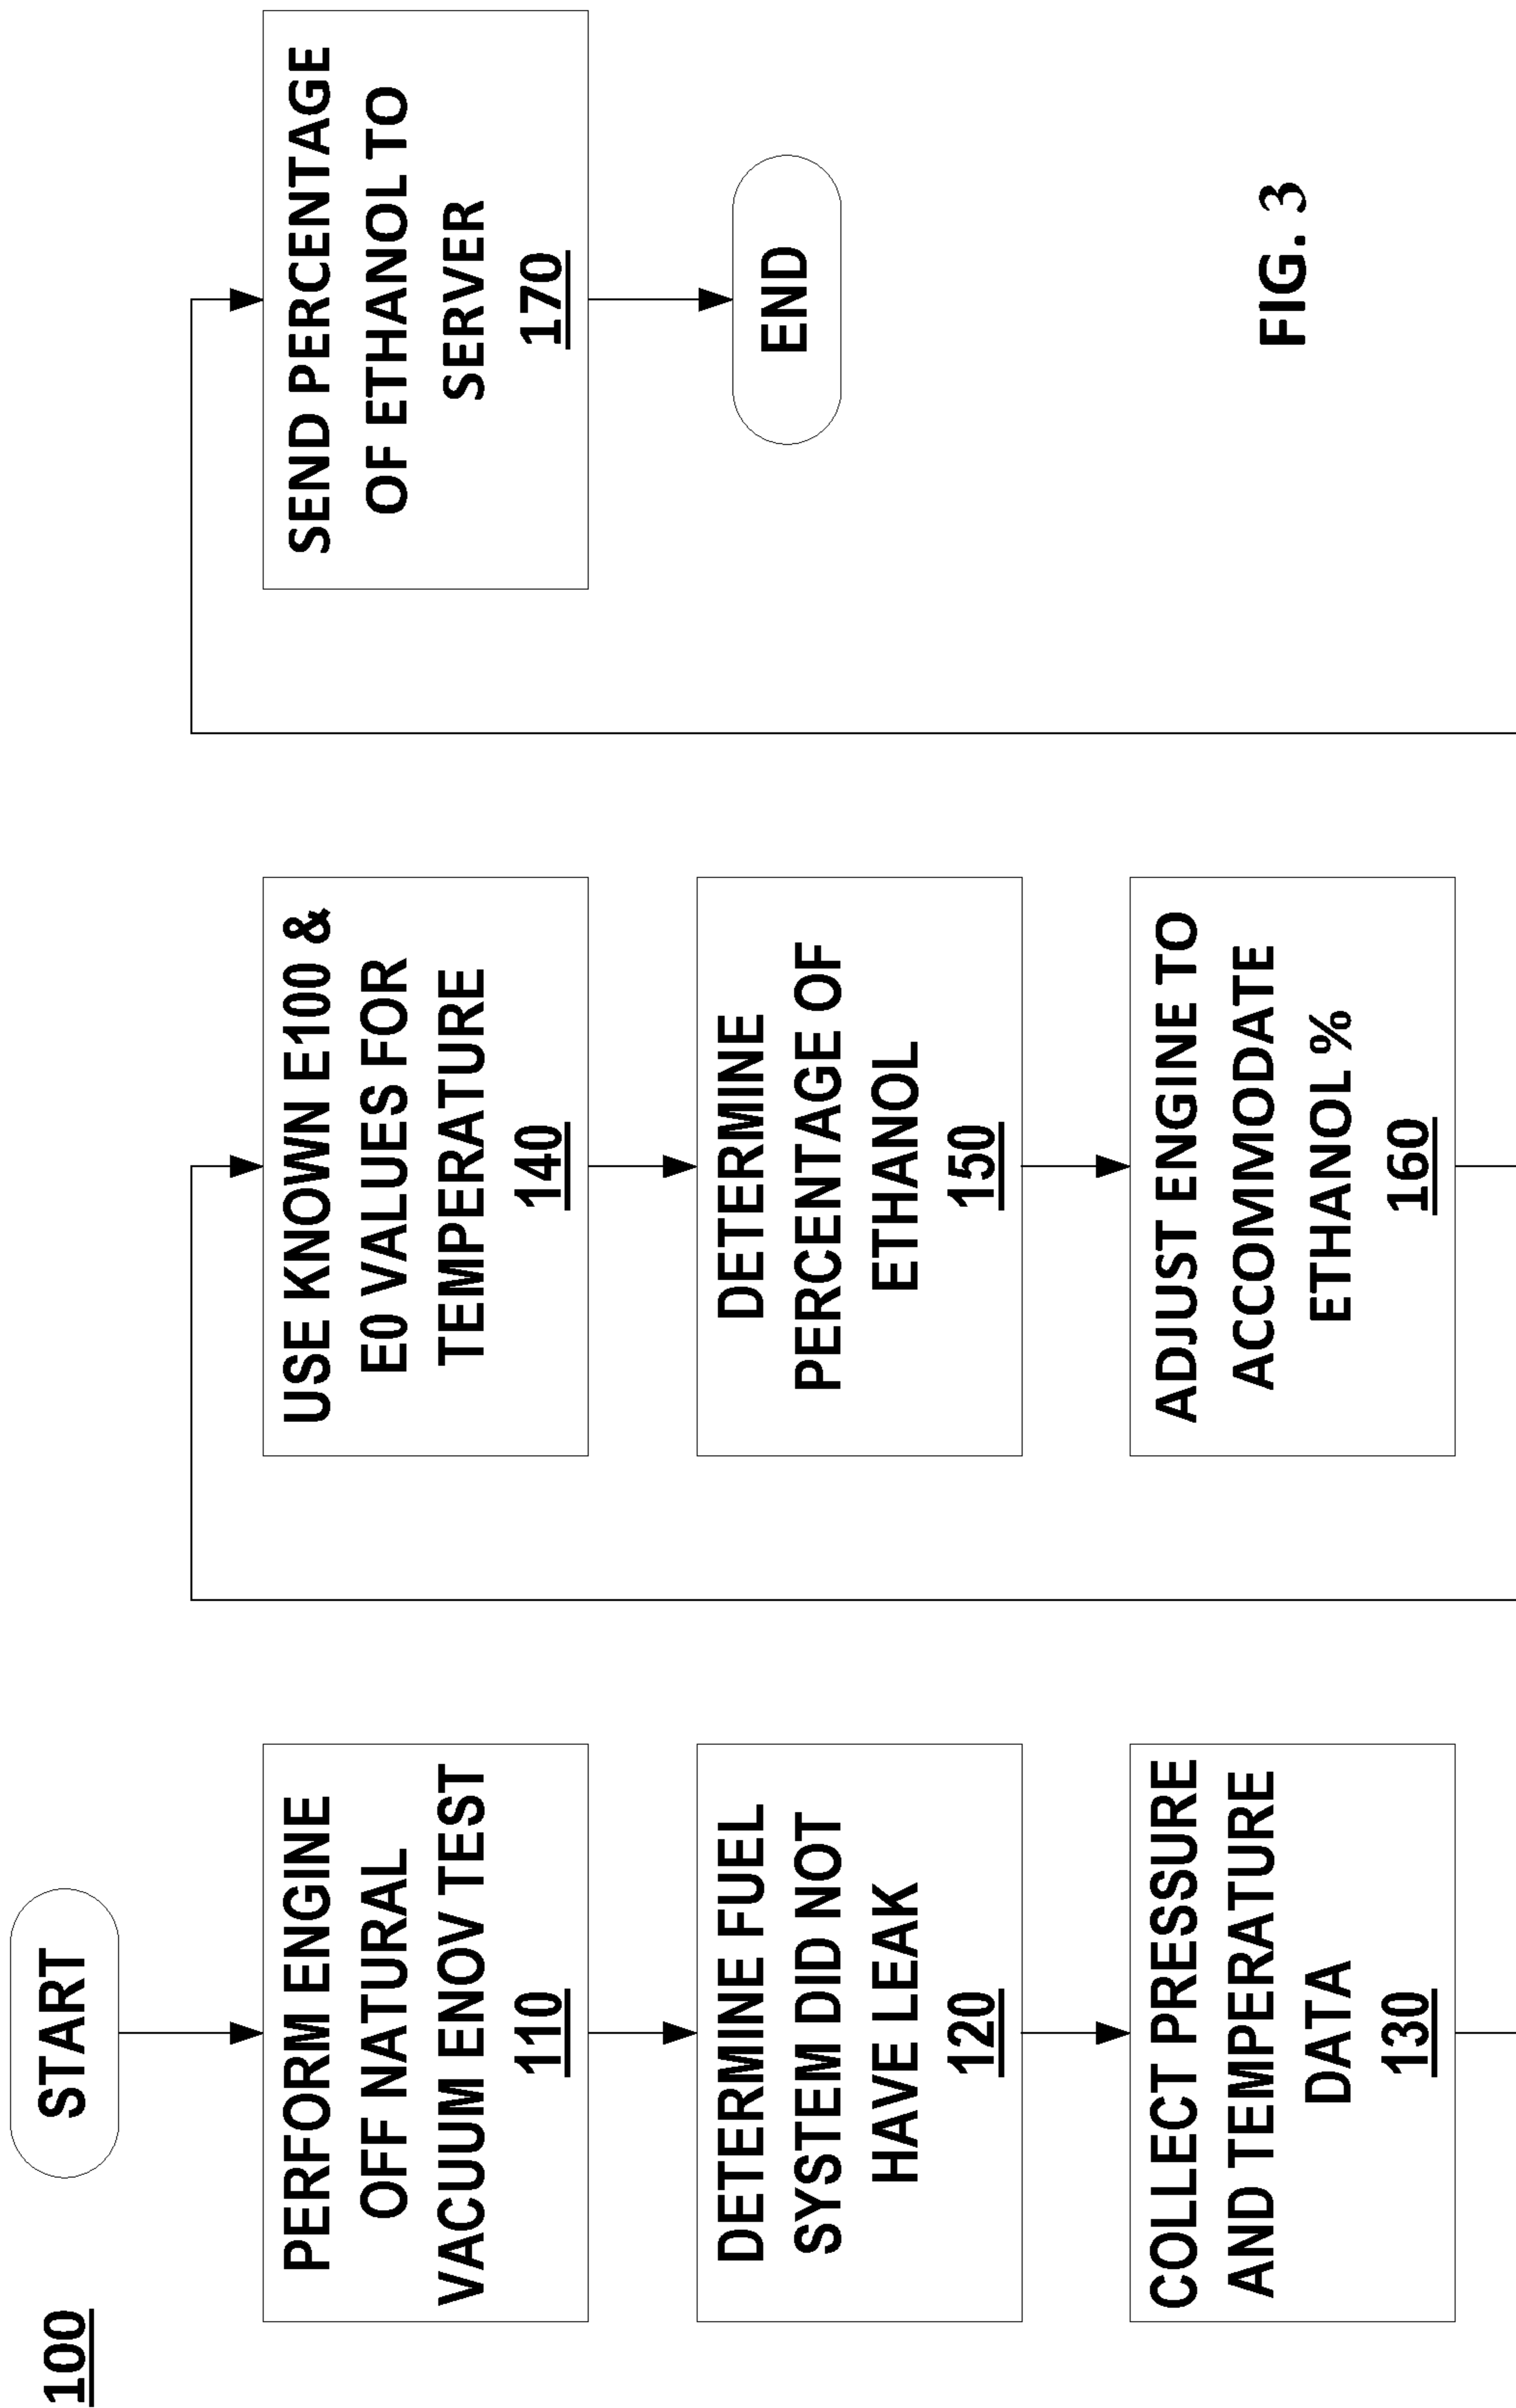 100
START
PERFORM ENGINE
OFF NATURAL
VACUUM ENOV TEST
110
DETERMINE FUEL
SYSTEM DID NOT
HAVE LEAK
120
COLLECT PRESSURE
AND TEMPERATURE
DATA
130
USE KNOWN E100 &
E0 VALUES FOR
TEMPERATURE
140
DETERMINE
PERCENTAGE OF
ETHANOL
150
ADJUST ENGINE TO
ACCOMMODATE
ETHANOL %
160
SEND PERCENTAGE
OF ETHANOL TO
SERVER
170
END
FIG. 3